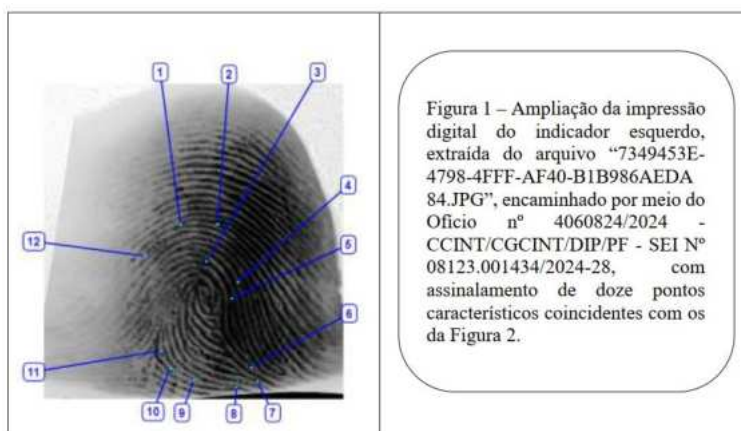 1 2 3
4
5
12
6
11
10 9 8 7
Figura 1 – Ampliação da impressão
digital do indicador esquerdo,
extraída do arquivo “7349453E-
4798-4FFF-AF40-B1B986AEDA
84.JPG”, encaminhado por meio do
Ofício nº 4060824/2024 -
CCINT/CGCINT/DIP/PF - SEI Nº
08123.001434/2024-28, com
assinalamento de doze pontos
característicos coincidentes com os
da Figura 2.